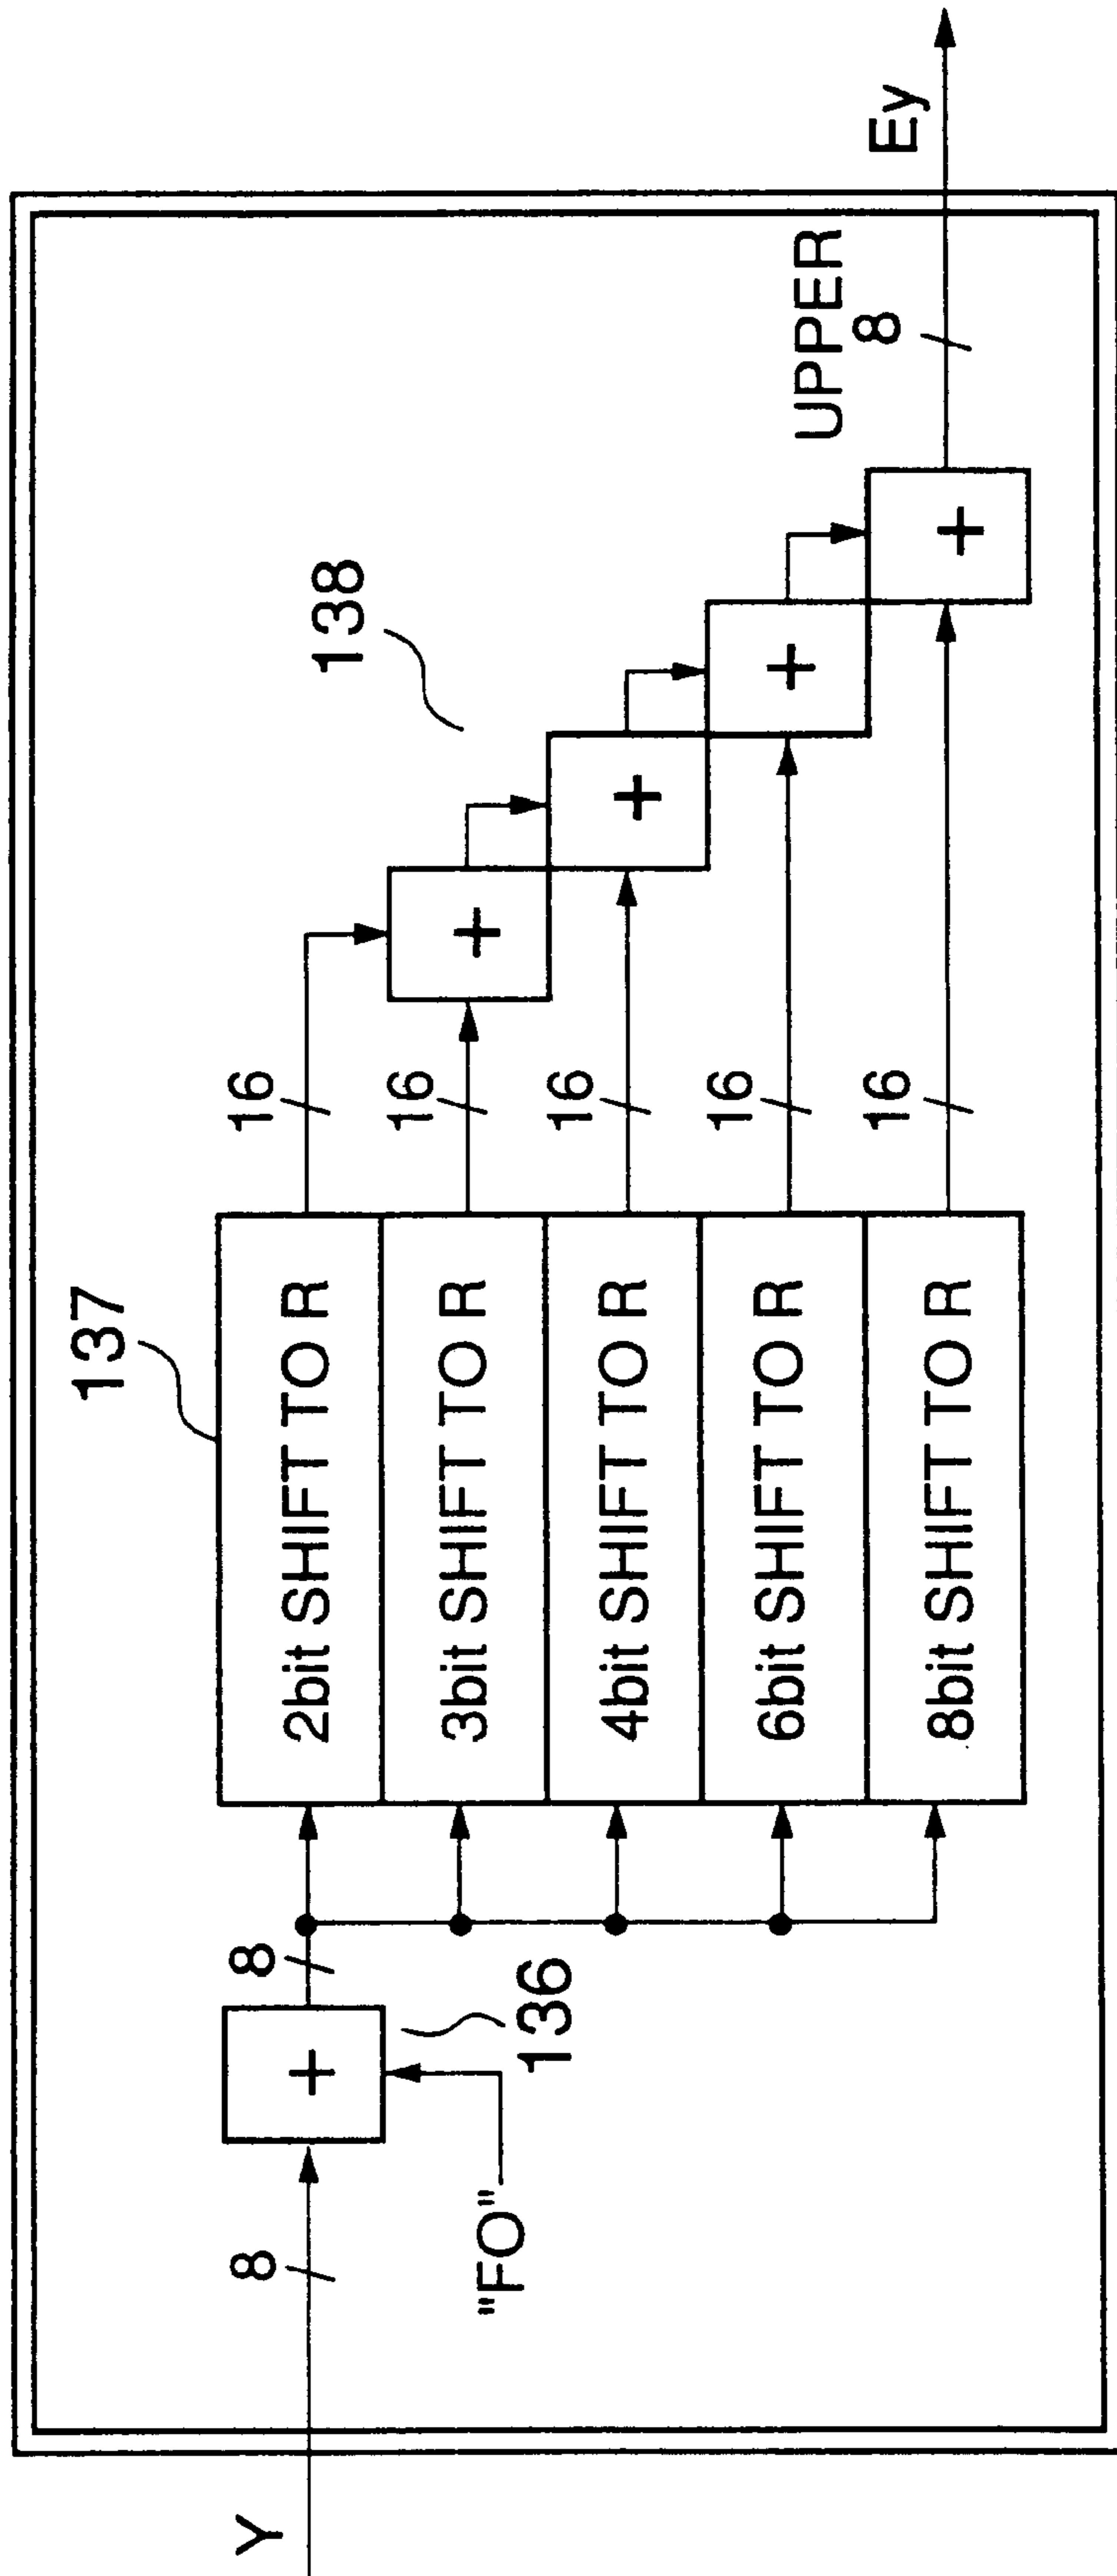 Y
8
"FO"
+
136
8
137
2bit SHIFT TO R
3bit SHIFT TO R
4bit SHIFT TO R
6bit SHIFT TO R
8bit SHIFT TO R
16
16
16
16
16
138
+
+
+
+
UPPER
8
Ey